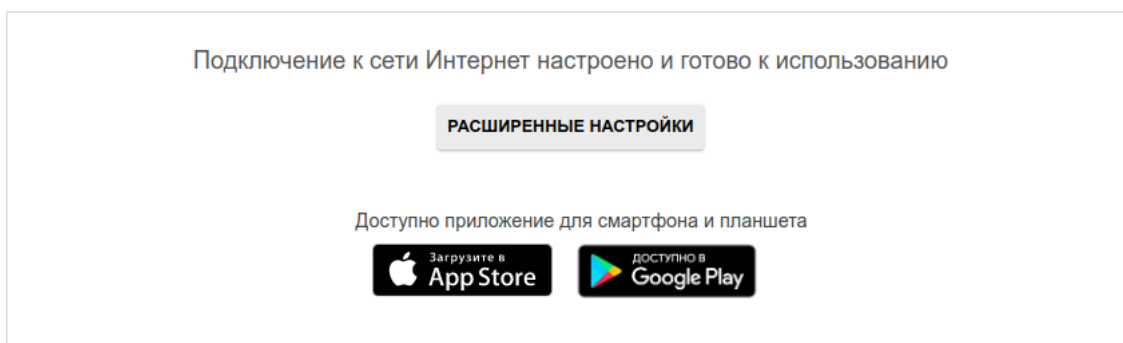 Подключение к сети Интернет настроено и готово к использованию
РАСШИРЕННЫЕ НАСТРОЙКИ
Доступно приложение для смартфона и планшета
Загрузите в
App Store
ДОСТУПНО В
Google Play